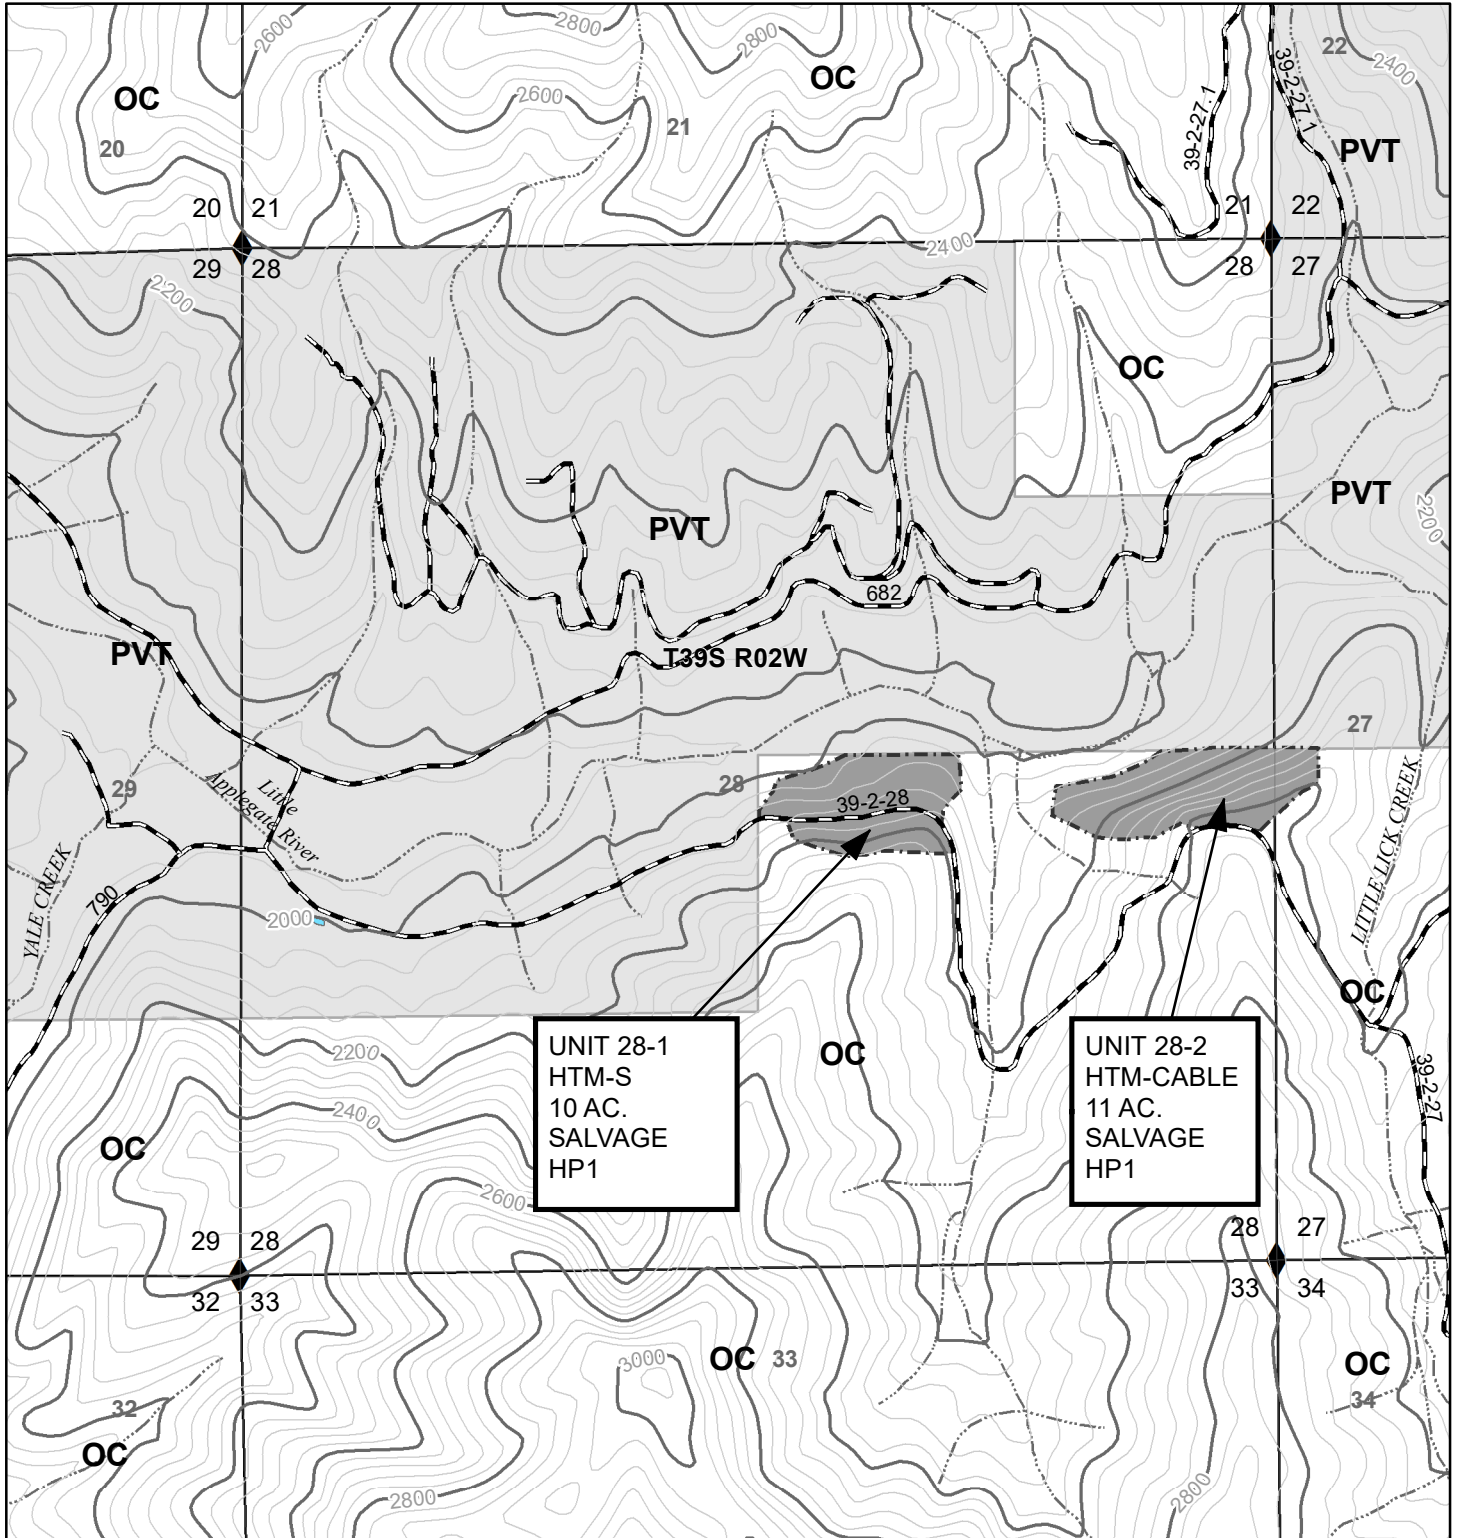 2600
2800
2800
OC
OC
22
2400
2600
21
20
39-2-27.1
39-2-27.1
PVT
20 21
21 22
29 28
28 27
2400
2200
OC
PVT
PVT
2200
682
PVT
T39S R02W
27
29
28
Little
Applegate River
39-2-28
YALE CREEK
LITTLE LICK CREEK
790
2000
OC
UNIT 28-1
HTM-S
10 AC.
SALVAGE
HP1
OC
UNIT 28-2
HTM-CABLE
11 AC.
SALVAGE
HP1
2200
2400
39-2-27
OC
2600
29 28
28 27
32 33
33 34
3000
OC 33
OC
34
32
OC
2800
2800